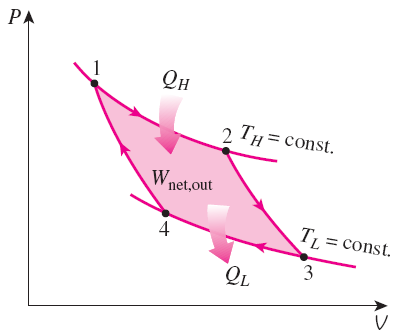 P
1
Q_H
2
T_H = const.
W_net,out
4
T_L = const.
Q_L
3
V